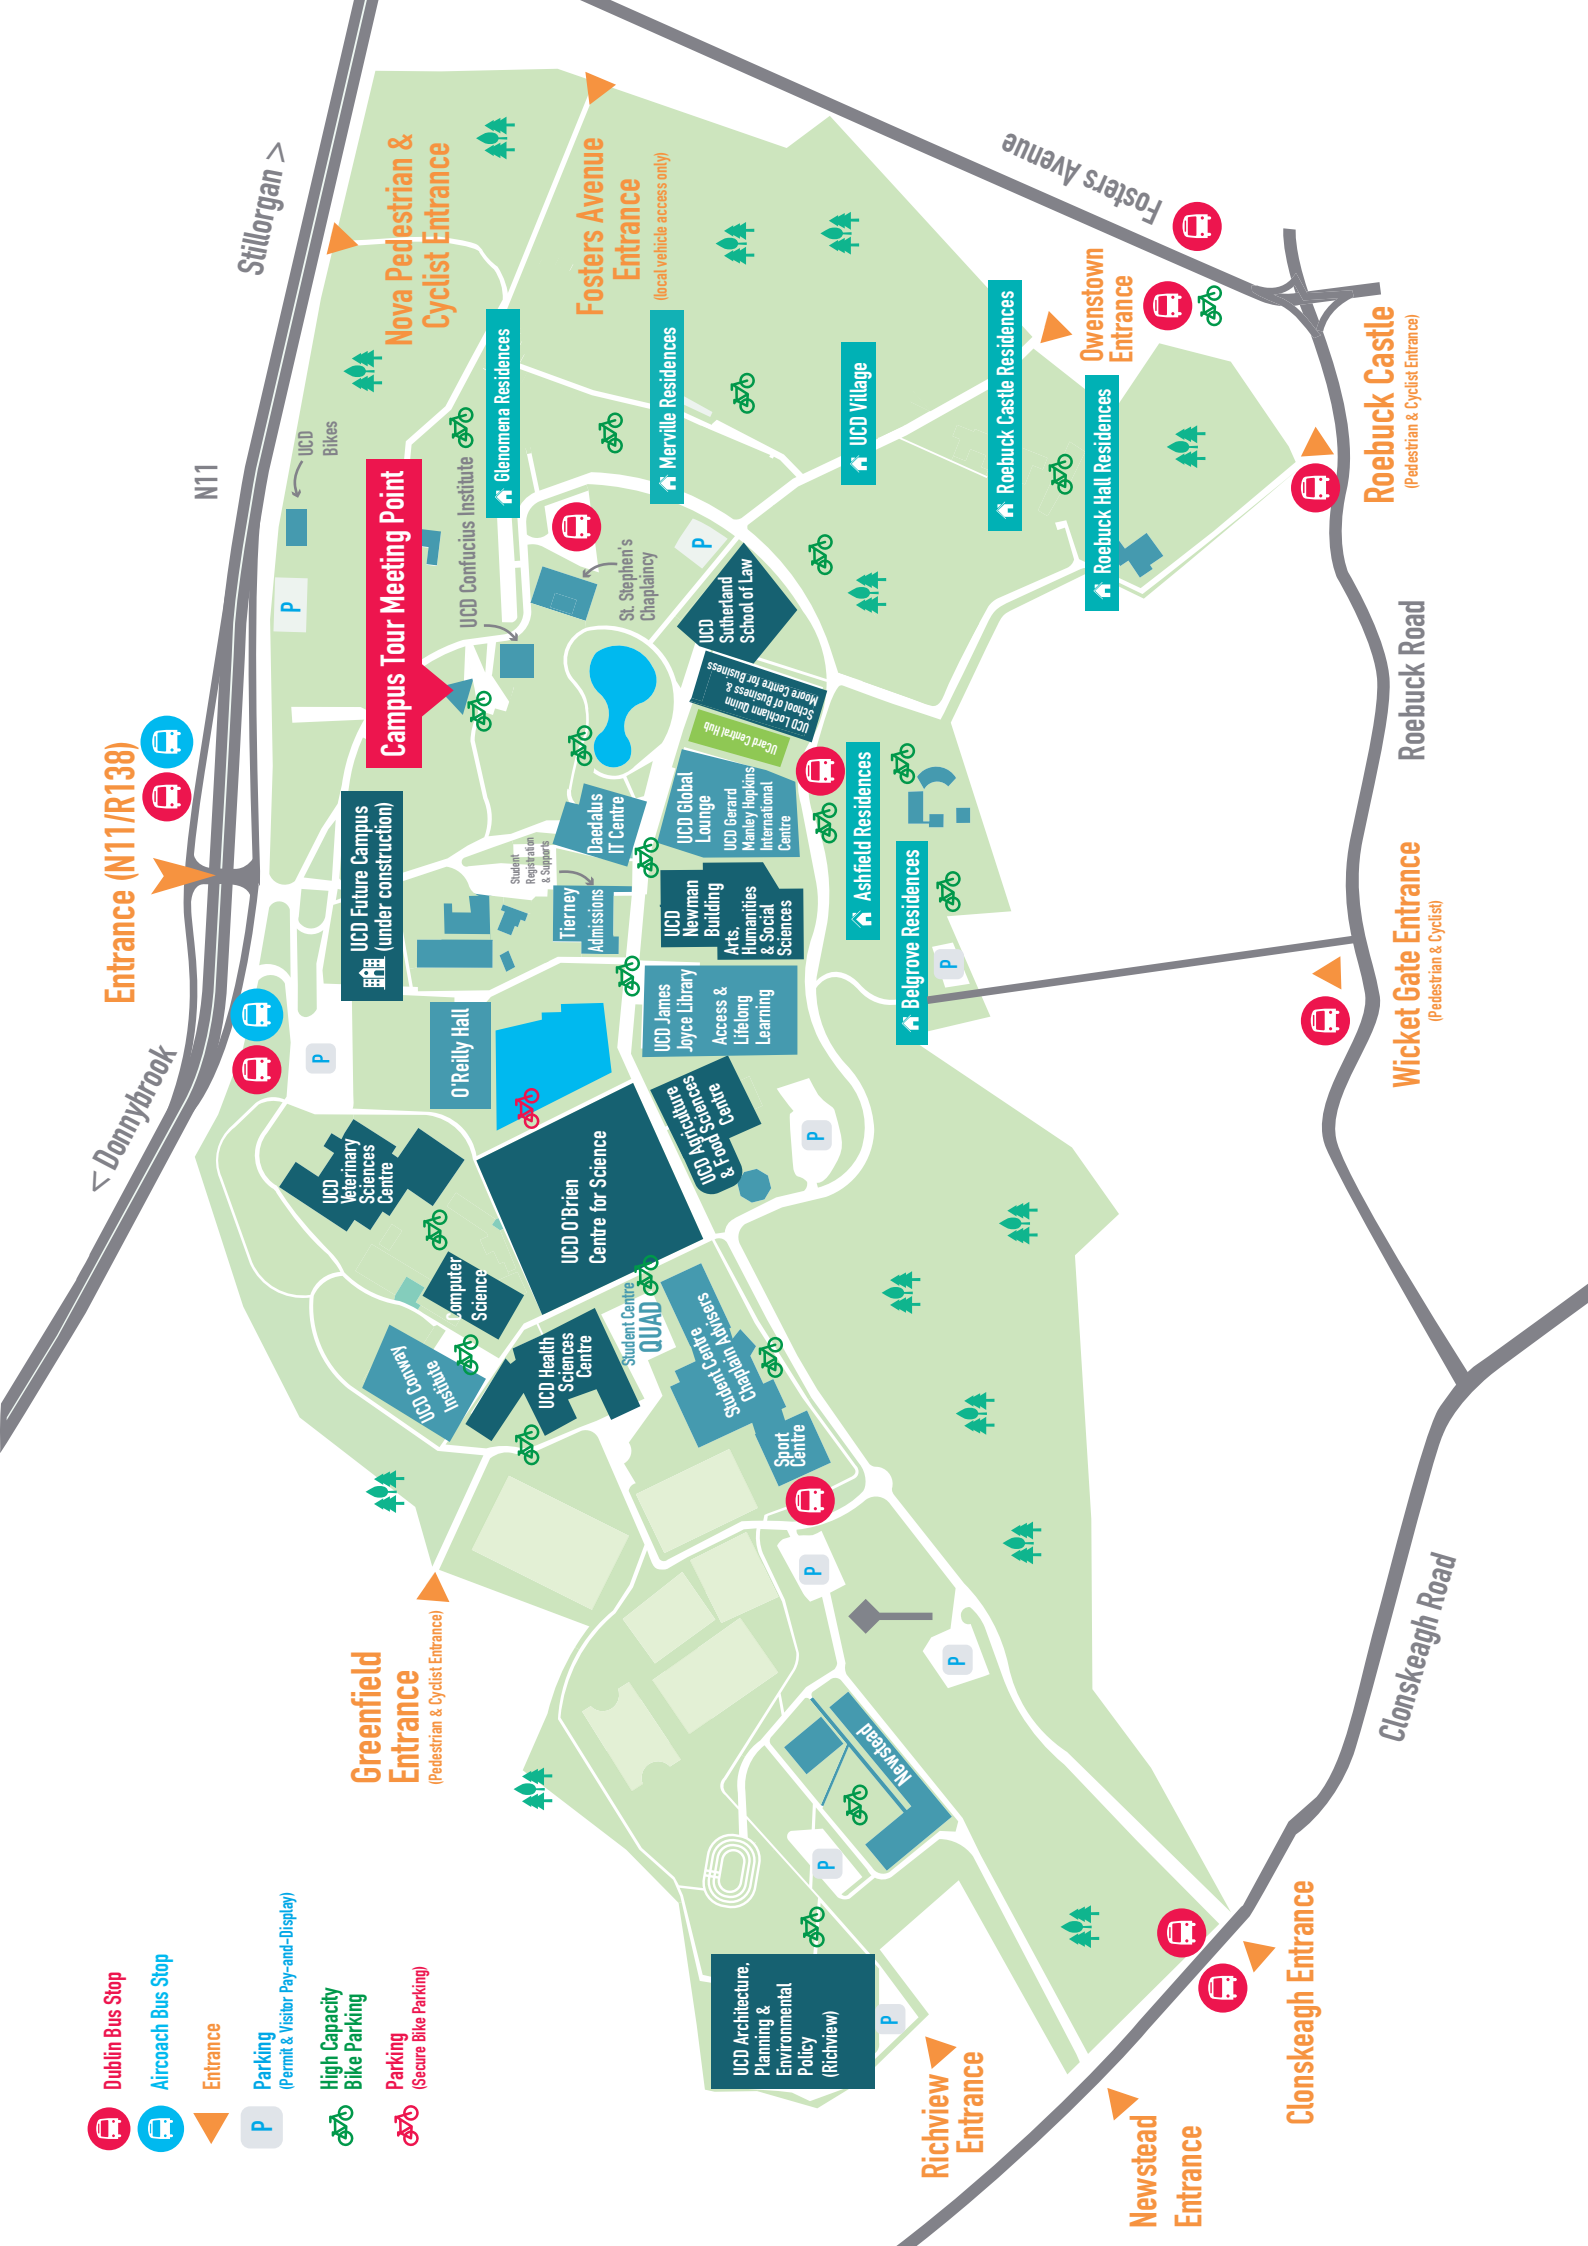 Dublin Bus Stop
Aircoach Bus Stop
Entrance
Parking
(Permit & Visitor Pay-and-Display)
High Capacity
Bike Parking
Parking
(Secure Bike Parking)
P
< Donnybrook
Entrance (N11/R138)
N11
Stillorgan >
UCD
Bikes
P
P
Nova Pedestrian &
Cyclist Entrance
Fosters Avenue
Entrance
(local vehicle access only)
Fosters Avenue
Campus Tour Meeting Point
UCD Confucius Institute
Glenomena Residences
St. Stephen's
Chaplaincy
Merville Residences
P
UCD Village
Roebuck Castle Residences
Owenstown
Entrance
Roebuck Hall Residences
Roebuck Castle
(Pedestrian & Cyclist Entrance)
UCD Future Campus
(under construction)
O'Reilly Hall
Student
Registration
& Supports
Tierney
Admissions
Daedalus
IT Centre
UCD
Sutherland
School of Law
UCD Lochlann Quinn
School of Business &
Moore Centre for Business
UCard Central Hub
UCD Global
Lounge
UCD Gerard
Manley Hopkins
International
Centre
UCD
Newman
Building
Arts,
Humanities
& Social
Sciences
UCD James
Joyce Library
Access &
Lifelong
Learning
UCD Agriculture
& Food Sciences
Centre
P
Ashfield Residences
Belgrove Residences
P
Roebuck Road
Wicket Gate Entrance
(Pedestrian & Cyclist)
UCD
Veterinary
Sciences
Centre
UCD O'Brien
Centre for Science
Computer
Science
UCD Conway
Institute
UCD Health
Sciences
Centre
Student Centre
QUAD
Student Centre
Chaplain Advisers
Sport
Centre
Greenfield
Entrance
(Pedestrian & Cyclist Entrance)
P
P
Newstead
P
UCD Architecture,
Planning &
Environmental
Policy
(Richview)
P
Richview
Entrance
Newstead
Entrance
Clonskeagh Entrance
Clonskeagh Road